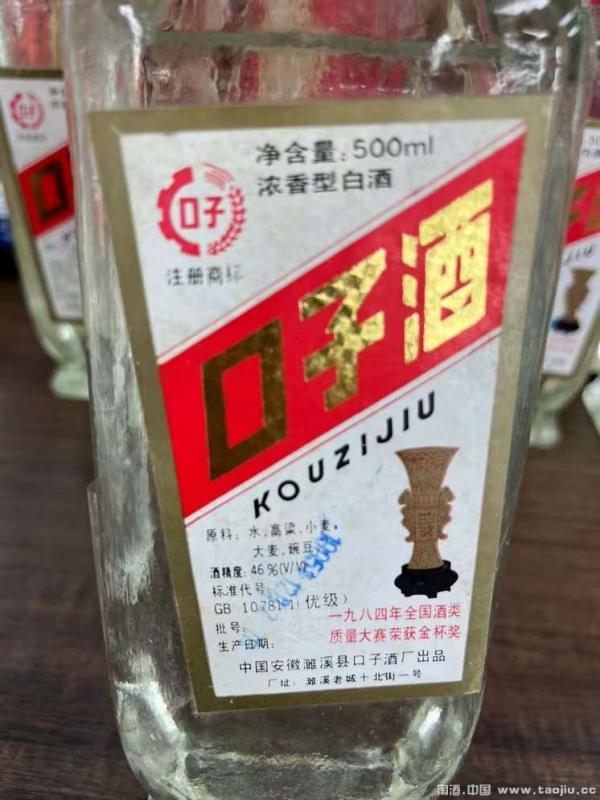 口子
注册商标
净含量:500ml
浓香型白酒
口子酒
KOUZIJIU
原料:水,高粱,小麦,
大麦,豌豆
酒精度:46%(V/V)
标准代号
GB 10781·1(优级)
批号:
生产日期:
一九八四年全国酒类
质量大赛荣获金杯奖
中国安徽濉溪县口子酒厂出品
厂址:濉溪老城十北街一号
口子
口子酒
淘酒.中国 www.taojiu.cc